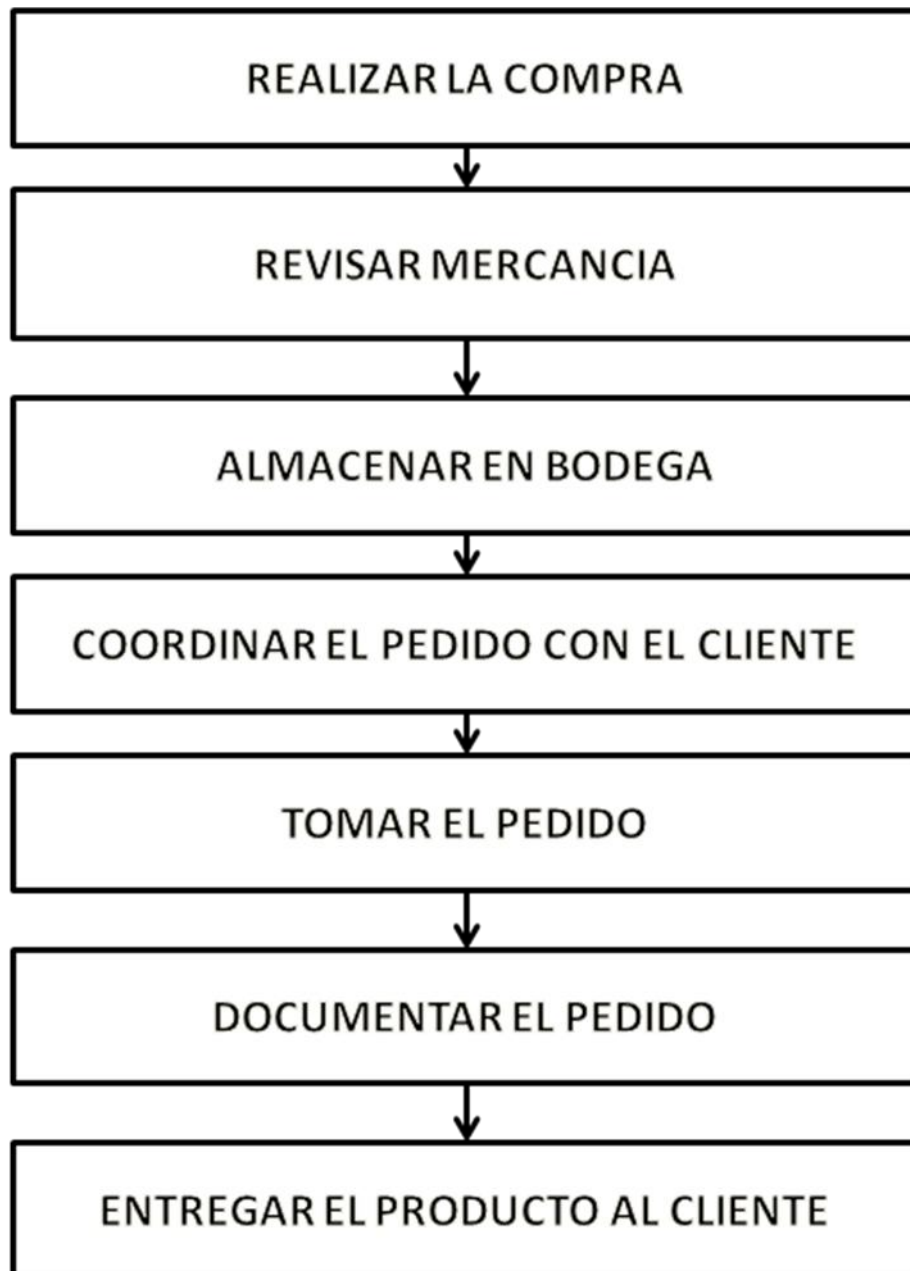 REALIZAR LA COMPRA
REVISAR MERCANCIA
ALMACENAR EN BODEGA
COORDINAR EL PEDIDO CON EL CLIENTE
TOMAR EL PEDIDO
DOCUMENTAR EL PEDIDO
ENTREGAR EL PRODUCTO AL CLIENTE